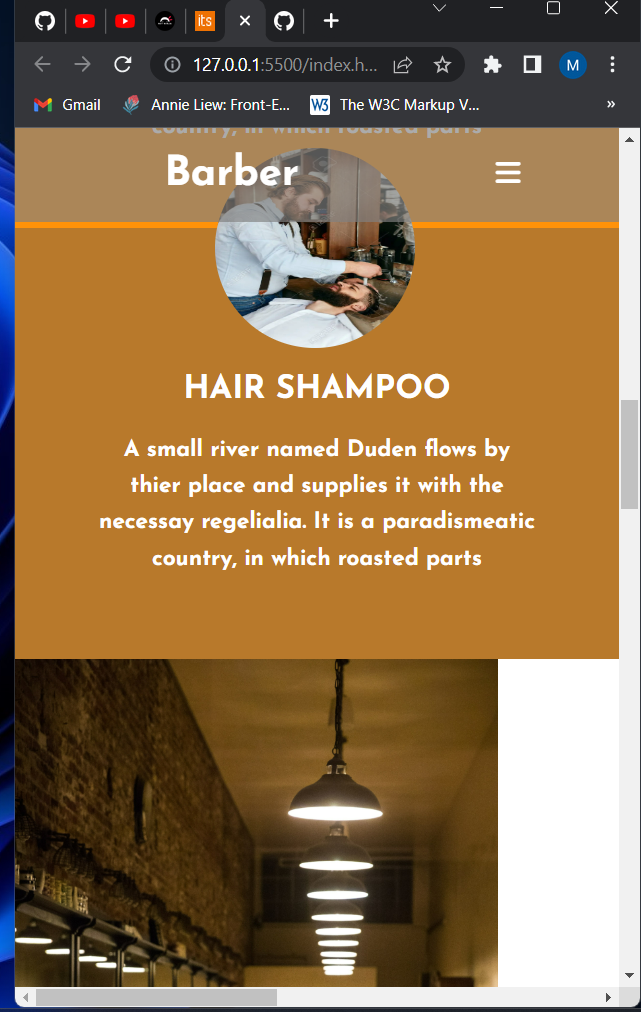 its
127.0.0.1:5500/index.h...
M
Gmail
Annie Liew: Front-E...
W3
The W3C Markup V...
»
country, in which roasted parts
Barber
HAIR SHAMPOO
A small river named Duden flows by
thier place and supplies it with the
necessay regelialia. It is a paradismeatic
country, in which roasted parts